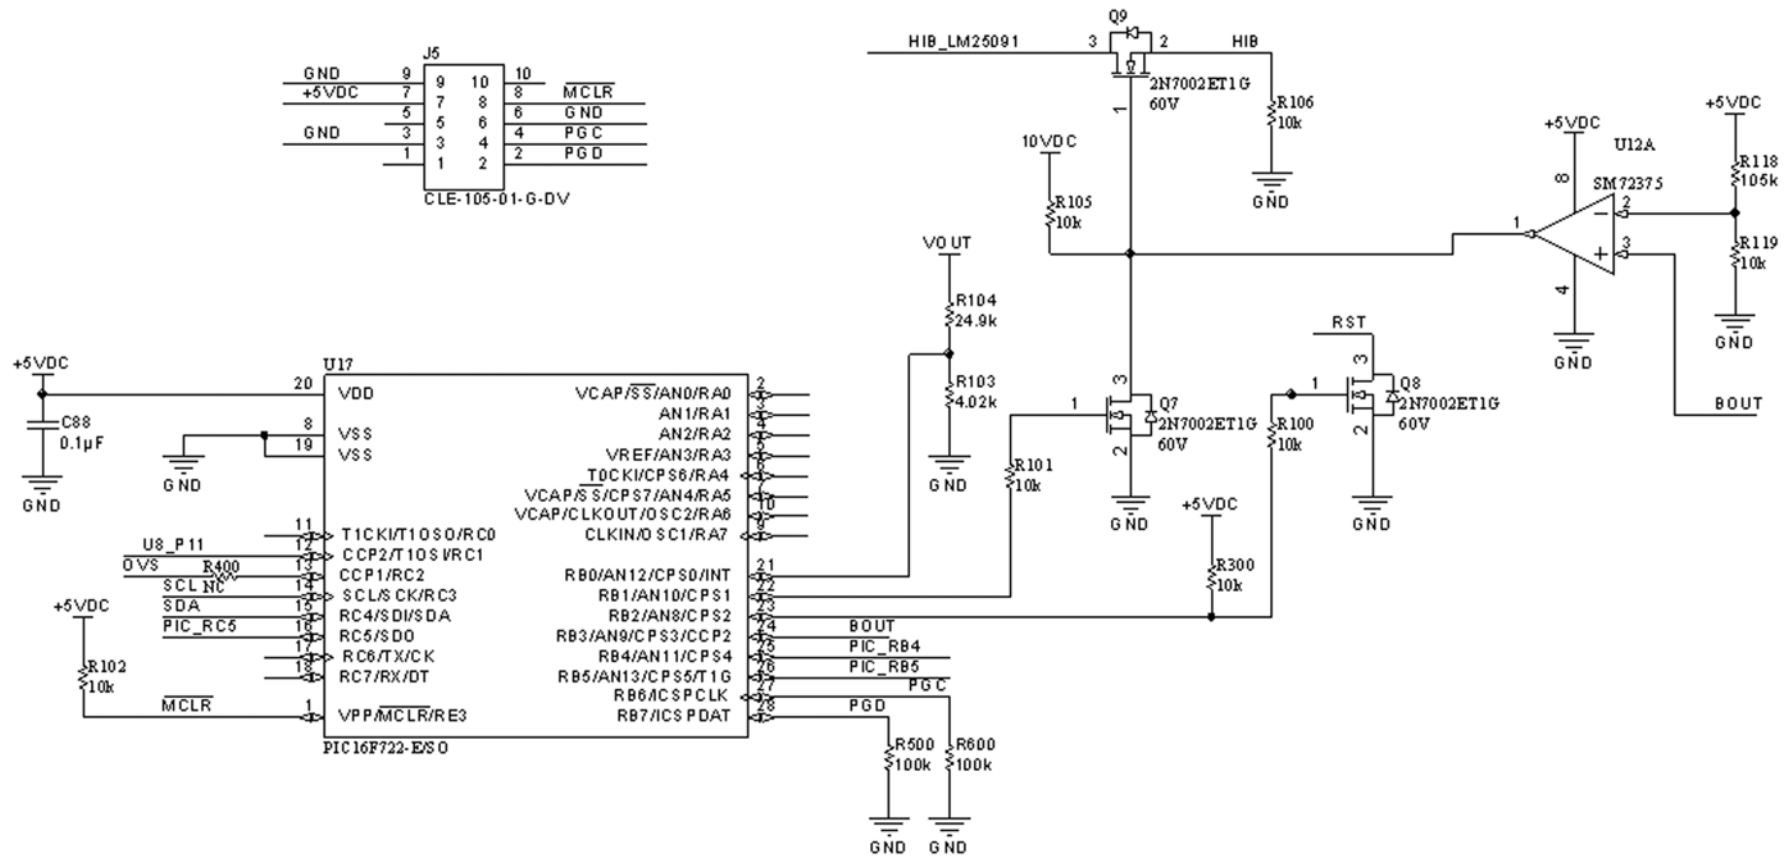 J5
GND 9 9 10 10
+5VDC 7 7 8 8 MCLR
5 5 6 6 GND
GND 3 3 4 4 PGC
1 1 2 2 PGD
CLE-105-01-G-DV
Q9
HIB_LM25091 3 2 HIB
2N7002ET1G
60V
1
R106
10k
GND
10VDC
R105
10k
+5VDC
+5VDC
U12A
R118
105k
SM72375
8
2
1
3
4
R119
10k
GND
GND
BOUT
VOUT
R104
24.9k
R103
4.02k
GND
3
1
Q7
2N7002ET1G
60V
2
GND
RST
3
1
Q8
2N7002ET1G
60V
2
GND
R100
10k
R101
10k
+5VDC
R300
10k
+5VDC
C88
0.1µF
GND
GND
U17
20 VDD
8 VSS
19 VSS
11 T1CKI/T1OSO/RC0
U8_P11 12 CCP2/T1OSI/RC1
OVS R400 NC 13 CCP1/RC2
SCL 14 SCL/SCK/RC3
SDA 15 RC4/SDI/SDA
PIC_RC5 16 RC5/SDO
17 RC6/TX/CK
18 RC7/RX/DT
MCLR 1 VPP/MCLR/RE3
+5VDC
R102
10k
VCAP/SS/AN0/RA0 2
AN1/RA1 3
AN2/RA2 4
VREF/AN3/RA3 5
T0CKI/CPS6/RA4 6
VCAP/SS/CPS7/AN4/RA5 7
VCAP/CLKOUT/OSC2/RA6 10
CLKIN/OSC1/RA7 9
RB0/AN12/CPS0/INT 21
RB1/AN10/CPS1 22
RB2/AN8/CPS2 23
RB3/AN9/CPS3/CCP2 24 BOUT
RB4/AN11/CPS4 25 PIC_RB4
RB5/AN13/CPS5/T1G 26 PIC_RB5
RB6/ICSPCLK 27 PGC
RB7/ICSPDAT 28 PGD
PIC16F722-E/SO
R500
100k
R600
100k
GND
GND